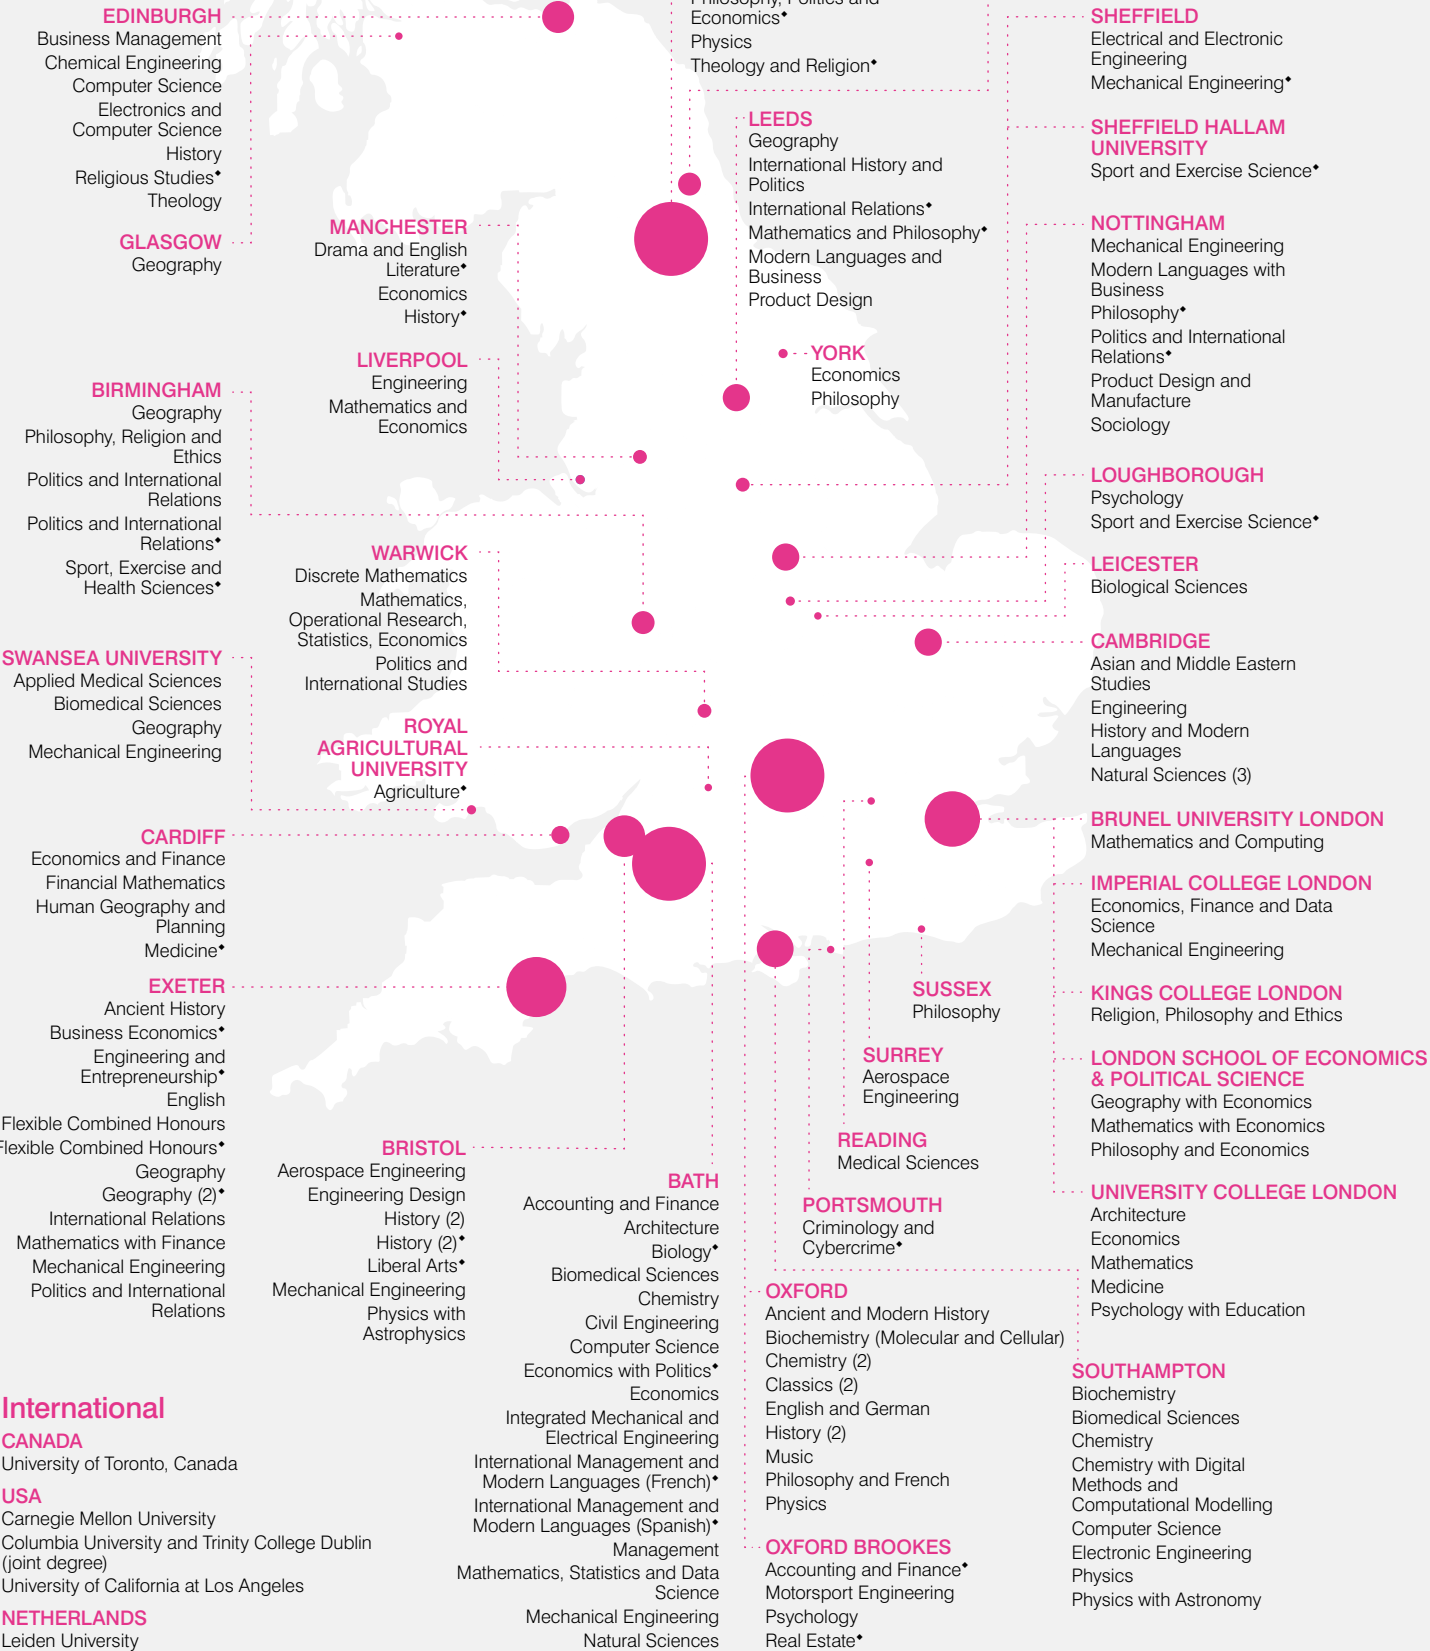 EDINBURGH
Business Management
Chemical Engineering
Computer Science
Electronics and
Computer Science
History
Religious Studies◆
Theology
GLASGOW
Geography
BIRMINGHAM
Geography
Philosophy, Religion and
Ethics
Politics and International
Relations
Politics and International
Relations◆
Sport, Exercise and
Health Sciences◆
SWANSEA UNIVERSITY
Applied Medical Sciences
Biomedical Sciences
Geography
Mechanical Engineering
CARDIFF
Economics and Finance
Financial Mathematics
Human Geography and
Planning
Medicine◆
EXETER
Ancient History
Business Economics◆
Engineering and
Entrepreneurship◆
English
Flexible Combined Honours
Flexible Combined Honours◆
Geography
Geography (2)◆
International Relations
Mathematics with Finance
Mechanical Engineering
Politics and International
Relations
International
CANADA
University of Toronto, Canada
USA
Carnegie Mellon University
Columbia University and Trinity College Dublin
(joint degree)
University of California at Los Angeles
NETHERLANDS
Leiden University
MANCHESTER
Drama and English
Literature◆
Economics
History◆
LIVERPOOL
Engineering
Mathematics and
Economics
WARWICK
Discrete Mathematics
Mathematics,
Operational Research,
Statistics, Economics
Politics and
International Studies
ROYAL
AGRICULTURAL
UNIVERSITY
Agriculture◆
BRISTOL
Aerospace Engineering
Engineering Design
History (2)
History (2)◆
Liberal Arts◆
Mechanical Engineering
Physics with
Astrophysics
Philosophy, Politics and
Economics◆
Physics
Theology and Religion◆
LEEDS
Geography
International History and
Politics
International Relations◆
Mathematics and Philosophy◆
Modern Languages and
Business
Product Design
YORK
Economics
Philosophy
BATH
Accounting and Finance
Architecture
Biology◆
Biomedical Sciences
Chemistry
Civil Engineering
Computer Science
Economics with Politics◆
Economics
Integrated Mechanical and
Electrical Engineering
International Management and
Modern Languages (French)◆
International Management and
Modern Languages (Spanish)◆
Management
Mathematics, Statistics and Data
Science
Mechanical Engineering
Natural Sciences
SUSSEX
Philosophy
SURREY
Aerospace
Engineering
READING
Medical Sciences
PORTSMOUTH
Criminology and
Cybercrime◆
OXFORD
Ancient and Modern History
Biochemistry (Molecular and Cellular)
Chemistry (2)
Classics (2)
English and German
History (2)
Music
Philosophy and French
Physics
OXFORD BROOKES
Accounting and Finance◆
Motorsport Engineering
Psychology
Real Estate◆
SHEFFIELD
Electrical and Electronic
Engineering
Mechanical Engineering◆
SHEFFIELD HALLAM
UNIVERSITY
Sport and Exercise Science◆
NOTTINGHAM
Mechanical Engineering
Modern Languages with
Business
Philosophy◆
Politics and International
Relations◆
Product Design and
Manufacture
Sociology
LOUGHBOROUGH
Psychology
Sport and Exercise Science◆
LEICESTER
Biological Sciences
CAMBRIDGE
Asian and Middle Eastern
Studies
Engineering
History and Modern
Languages
Natural Sciences (3)
BRUNEL UNIVERSITY LONDON
Mathematics and Computing
IMPERIAL COLLEGE LONDON
Economics, Finance and Data
Science
Mechanical Engineering
KINGS COLLEGE LONDON
Religion, Philosophy and Ethics
LONDON SCHOOL OF ECONOMICS
& POLITICAL SCIENCE
Geography with Economics
Mathematics with Economics
Philosophy and Economics
UNIVERSITY COLLEGE LONDON
Architecture
Economics
Mathematics
Medicine
Psychology with Education
SOUTHAMPTON
Biochemistry
Biomedical Sciences
Chemistry
Chemistry with Digital
Methods and
Computational Modelling
Computer Science
Electronic Engineering
Physics
Physics with Astronomy